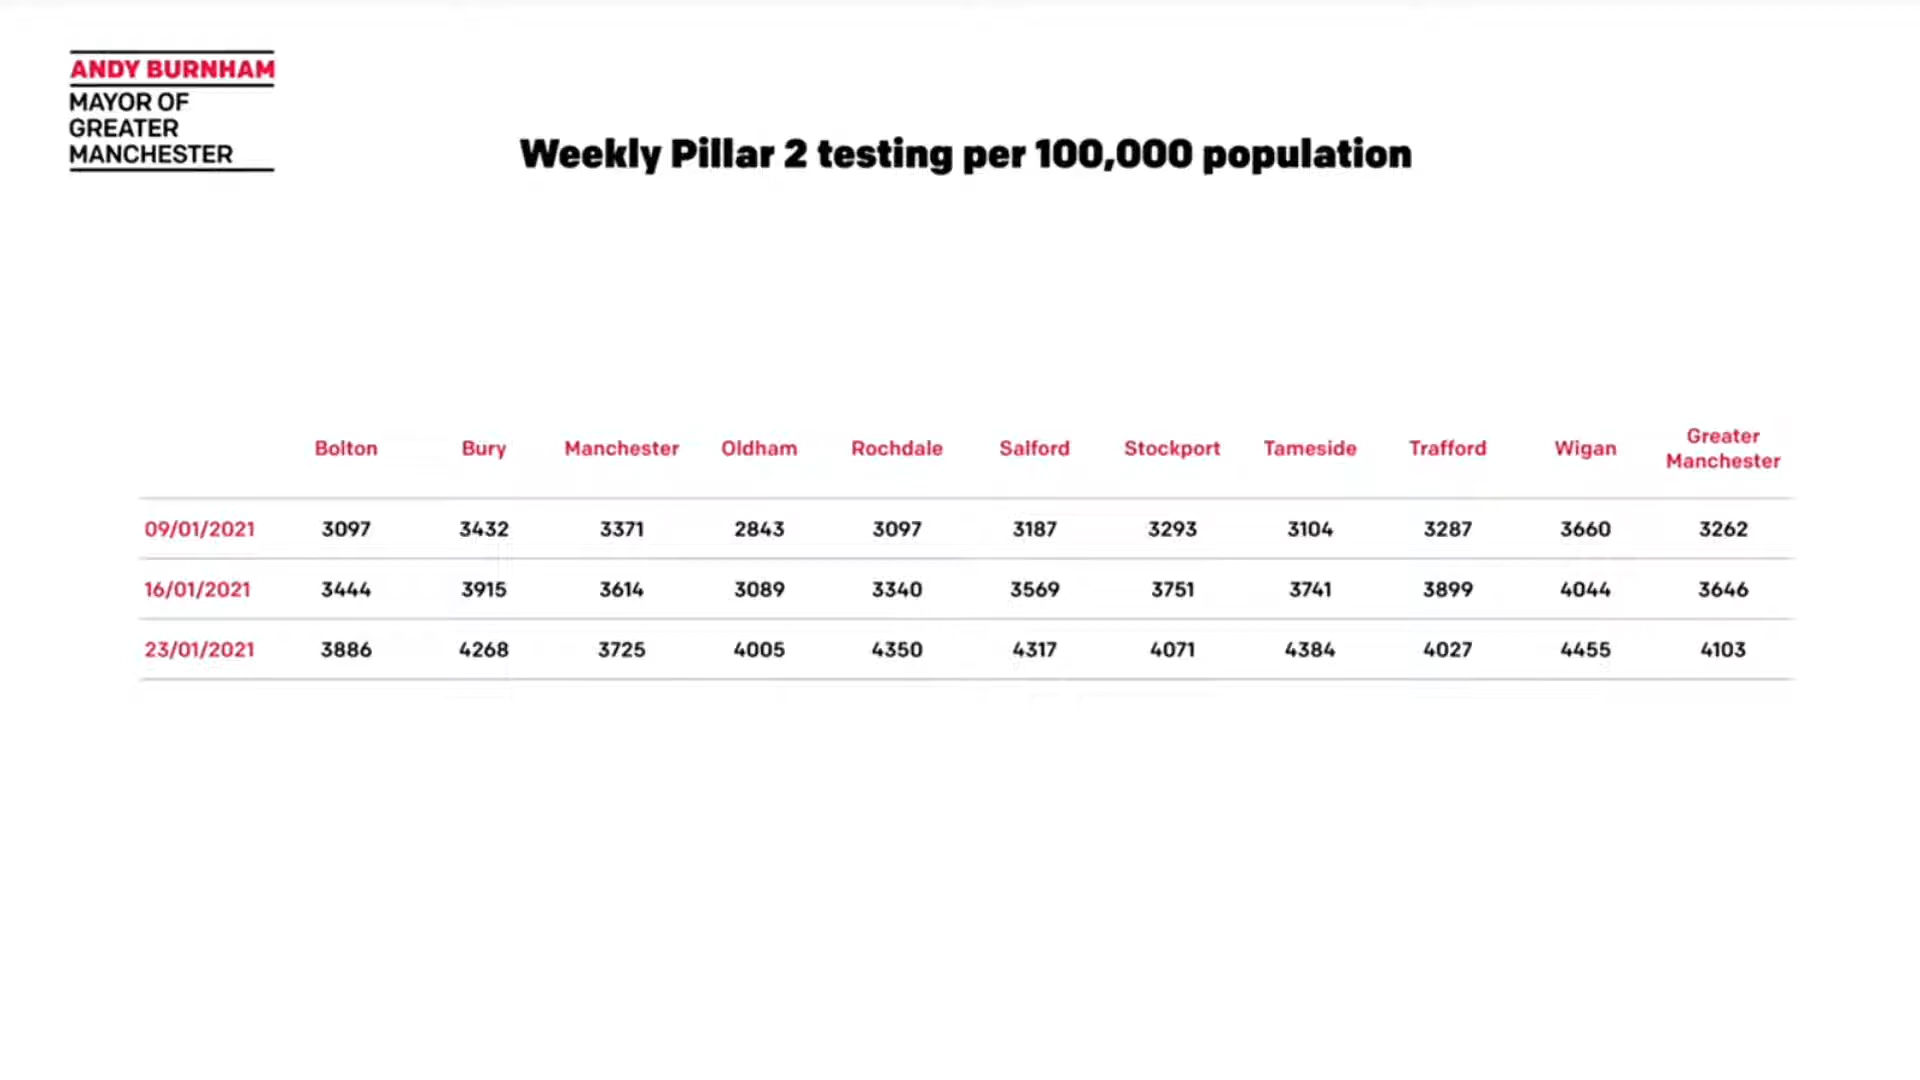 ANDY BURNHAM
MAYOR OF
GREATER
MANCHESTER
Weekly Pillar 2 testing per 100,000 population
Bolton Bury Manchester Oldham Rochdale Salford Stockport Tameside Trafford Wigan Greater Manchester
09/01/2021 3097 3432 3371 2843 3097 3187 3293 3104 3287 3660 3262
16/01/2021 3444 3915 3614 3089 3340 3569 3751 3741 3899 4044 3646
23/01/2021 3886 4268 3725 4005 4350 4317 4071 4384 4027 4455 4103